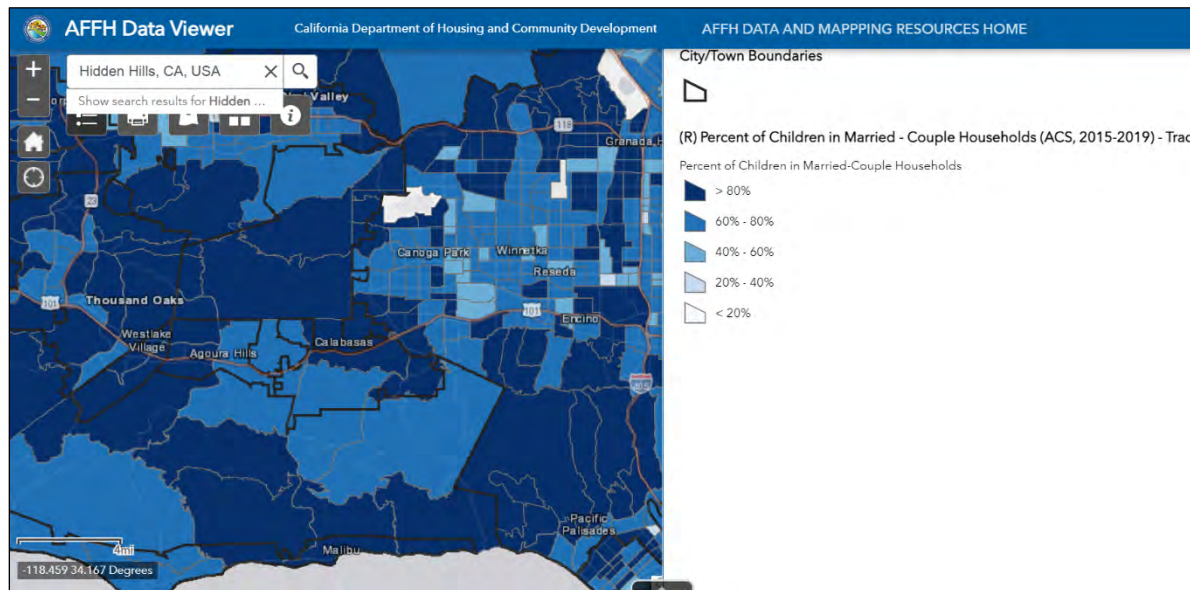 AFFH Data Viewer
California Department of Housing and Community Development
AFFH DATA AND MAPPPING RESOURCES HOME
Hidden Hills, CA, USA
Show search results for Hidden ...
Valley
118
Granada H
23
Canoga Park
Winnetka
Reseda
101
Thousand Oaks
101
Encino
Westlake
Village
Agoura Hills
Calabasas
405
Pacific
Palisades
Malibu
4mi
-118.459 34.167 Degrees
City/Town Boundaries
(R) Percent of Children in Married - Couple Households (ACS, 2015-2019) - Trac
Percent of Children in Married-Couple Households
> 80%
60% - 80%
40% - 60%
20% - 40%
< 20%